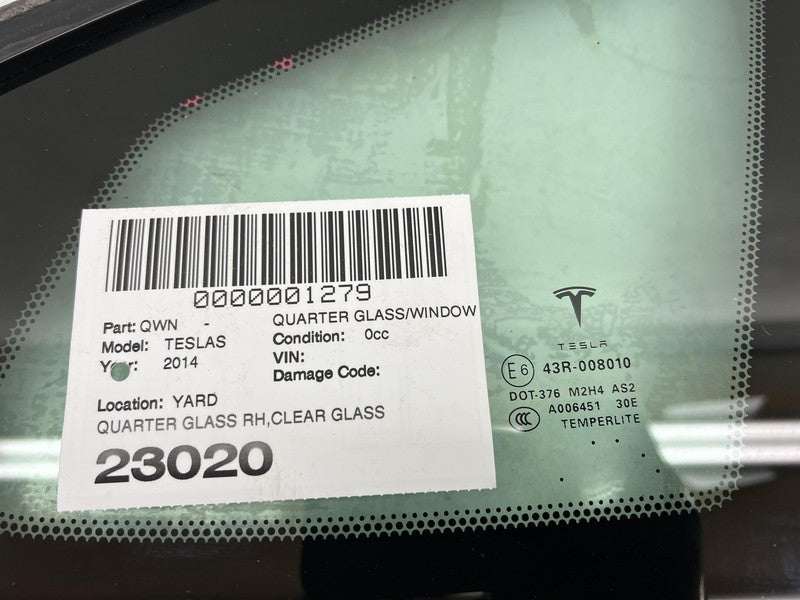 0000001279
Part: QWN - QUARTER GLASS/WINDOW
Model: TESLAS Condition: 0cc
Year: 2014 VIN:
Damage Code:
Location: YARD
QUARTER GLASS RH,CLEAR GLASS
23020
TESLA
E6 43R-008010
DOT-376 M2H4 AS2
CCC A006451 30E
TEMPERLITE